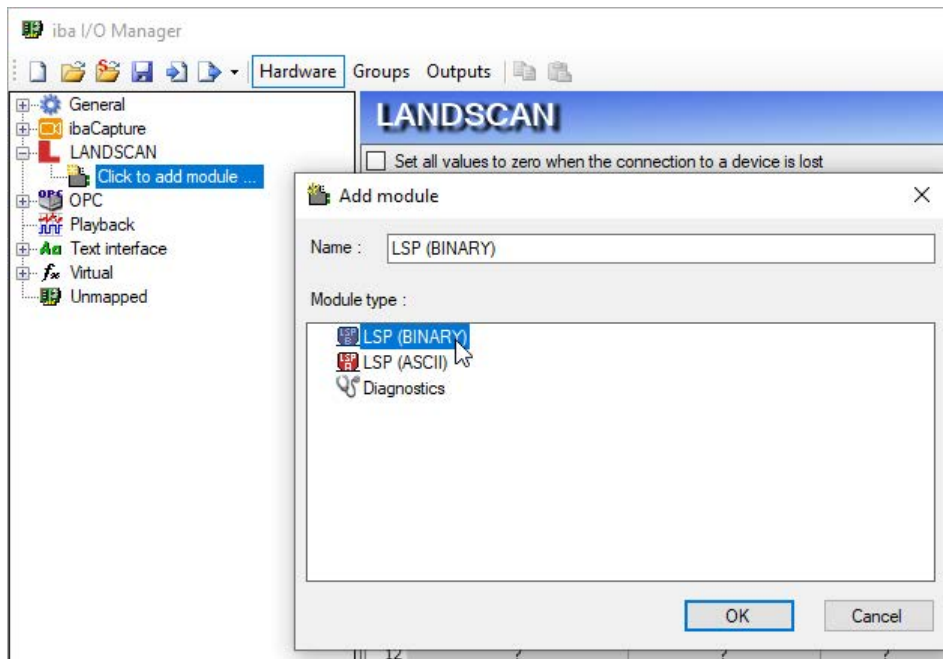 iba I/O Manager
Hardware Groups Outputs
General
ibaCapture
LANDSCAN
Click to add module ...
OPC
Playback
Text interface
Virtual
Unmapped
LANDSCAN
Set all values to zero when the connection to a device is lost
Add module
Name :
LSP (BINARY)
Module type :
LSP (BINARY)
LSP (ASCII)
Diagnostics
OK Cancel
12 ? ? ?